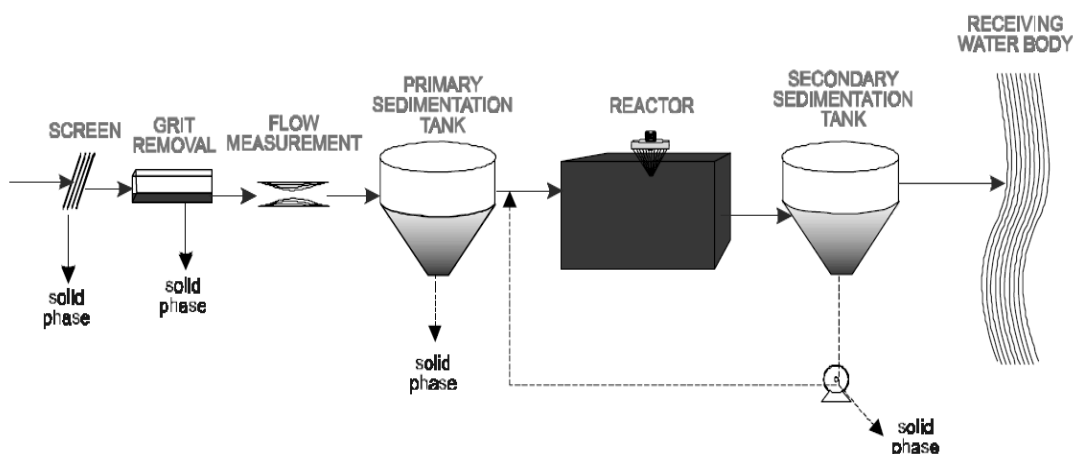 SCREEN
GRIT
REMOVAL
FLOW
MEASUREMENT
PRIMARY
SEDIMENTATION
TANK
REACTOR
SECONDARY
SEDIMENTATION
TANK
RECEIVING
WATER BODY
solid
phase
solid
phase
solid
phase
solid
phase